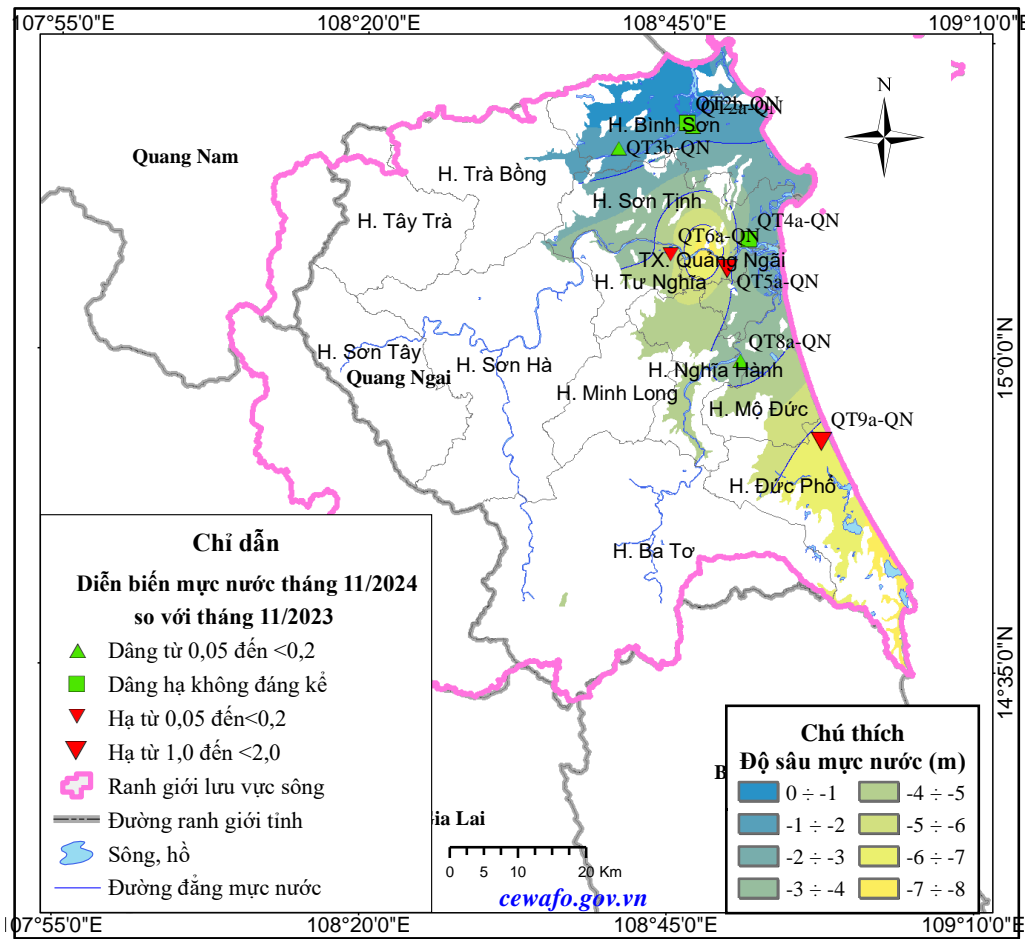 107°55'0"E 108°20'0"E 108°45'0"E 109°10'0"E
N
QT2b-QN
QT2a-QN
H. Bình Sơn
QT3b-QN
Quang Nam
H. Trà Bồng
H. Sơn Tịnh
H. Tây Trà
QT4a-QN
QT6a-QN
TX. Quảng Ngãi
H. Tư Nghĩa
QT5a-QN
15°0'0"N
QT8a-QN
H. Sơn Tây
H. Sơn Hà
H. Nghĩa Hành
Quang Ngai
H. Minh Long
H. Mộ Đức
QT9a-QN
H. Đức Phổ
H. Ba Tơ
14°35'0"N
Chỉ dẫn
Diễn biến mực nước tháng 11/2024
so với tháng 11/2023
Dâng từ 0,05 đến <0,2
Dâng hạ không đáng kể
Hạ từ 0,05 đến<0,2
Hạ từ 1,0 đến <2,0
Ranh giới lưu vực sông
Đường ranh giới tỉnh
Sông, hồ
Đường đẳng mực nước
B
ia Lai
0 5 10 20 Km
cewafo.gov.vn
Chú thích
Độ sâu mực nước (m)
0 ÷ -1
-1 ÷ -2
-2 ÷ -3
-3 ÷ -4
-4 ÷ -5
-5 ÷ -6
-6 ÷ -7
-7 ÷ -8
107°55'0"E 108°20'0"E 108°45'0"E 109°10'0"E